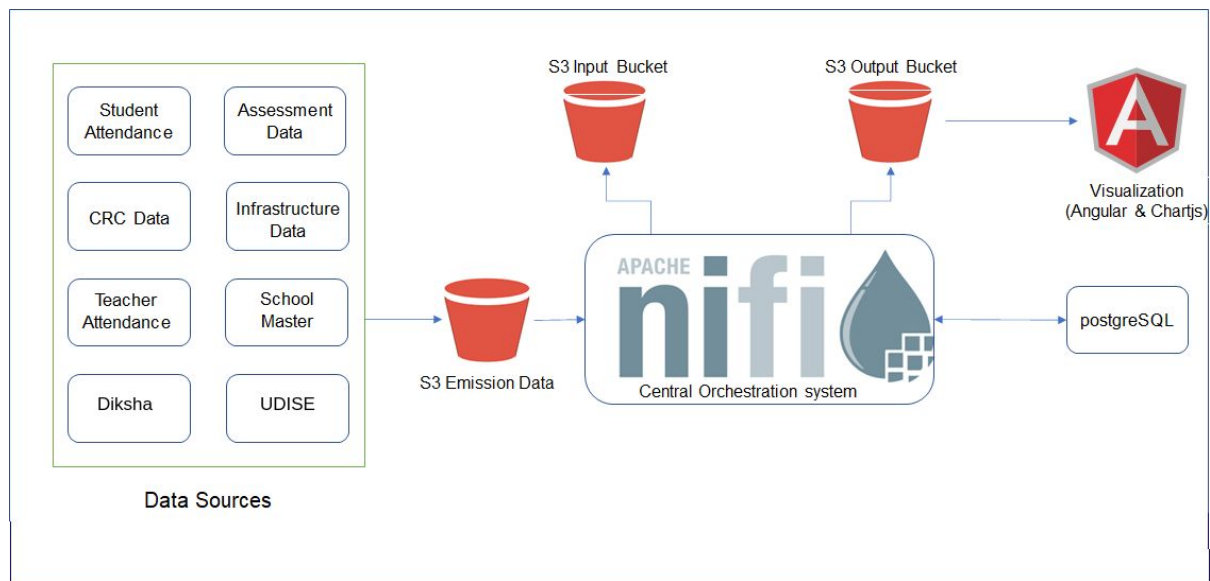 S3 Input Bucket
S3 Output Bucket
Student
Attendance
Assessment
Data
CRC Data
Infrastructure
Data
Teacher
Attendance
School
Master
Diksha
UDISE
Data Sources
S3 Emission Data
APACHE
nifi
Central Orchestration system
A
Visualization
(Angular & Chartjs)
postgreSQL